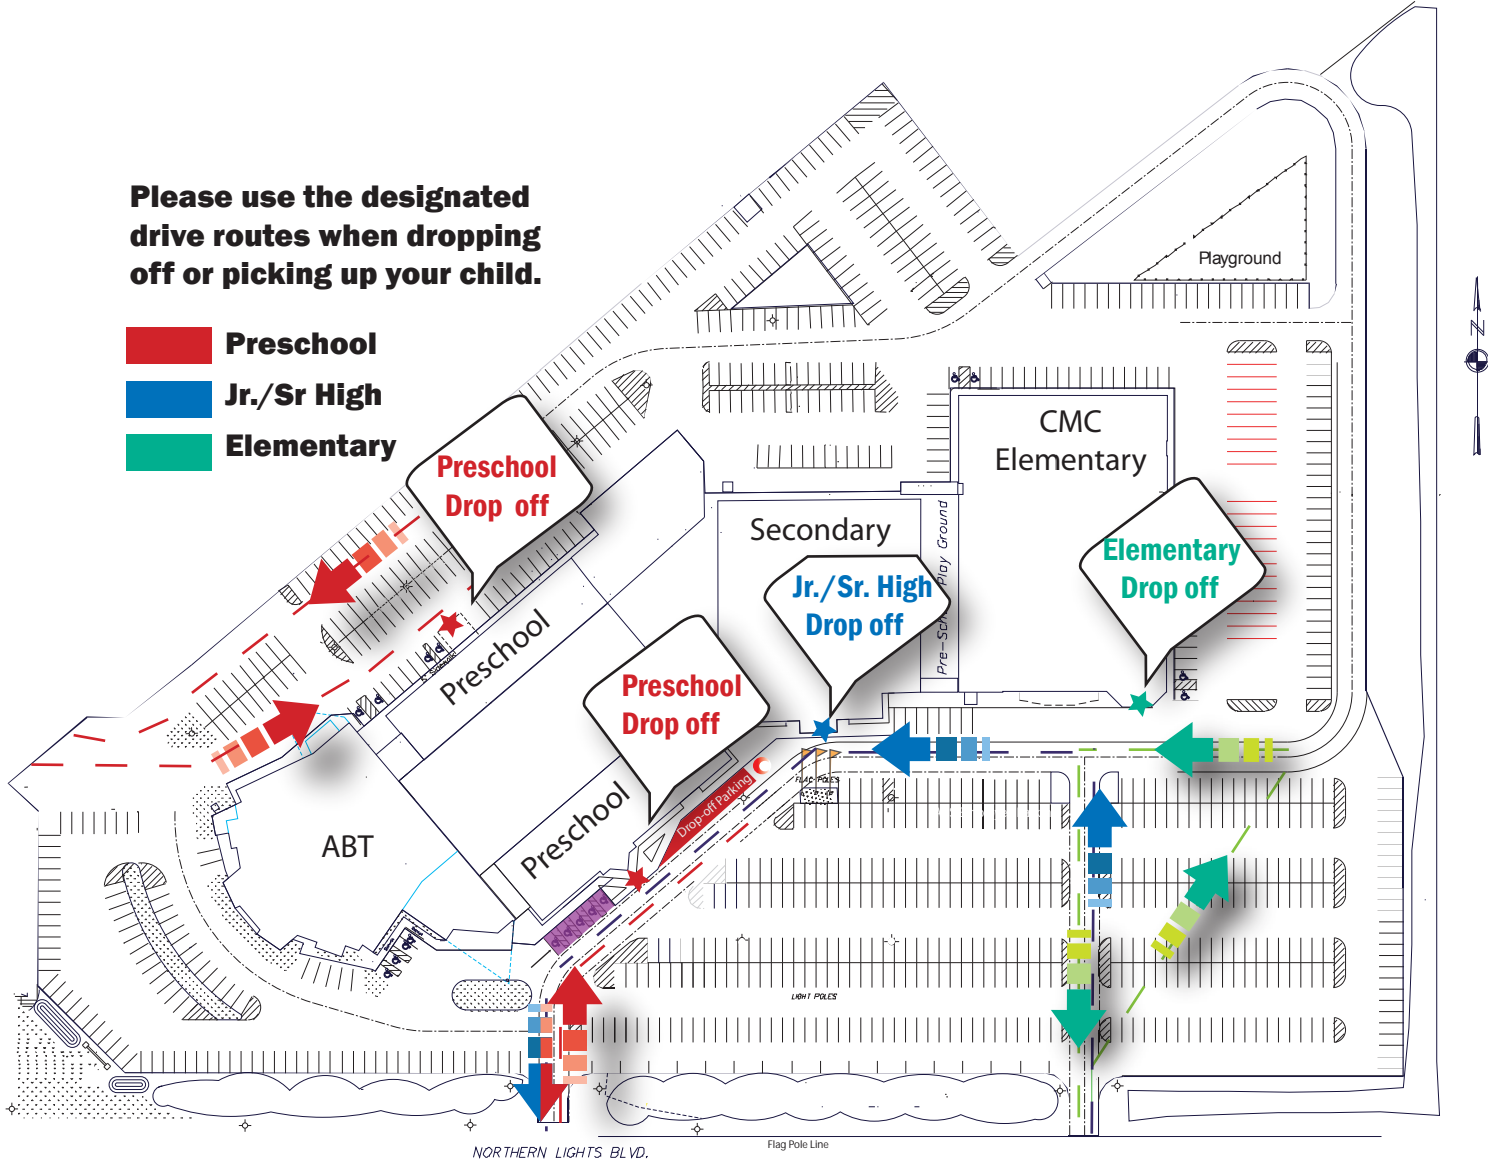 Please use the designated
drive routes when dropping
off or picking up your child.
Preschool
Jr./Sr High
Elementary
Playground
N
CMC
Elementary
Preschool
Drop off
Secondary
Elementary
Drop off
Jr./Sr. High
Drop off
Pre-Sch Play Ground
Preschool
Preschool
Drop off
FLAG POLES
Drop-off Parking
Preschool
ABT
LIGHT POLES
Flag Pole Line
NORTHERN LIGHTS BLVD.